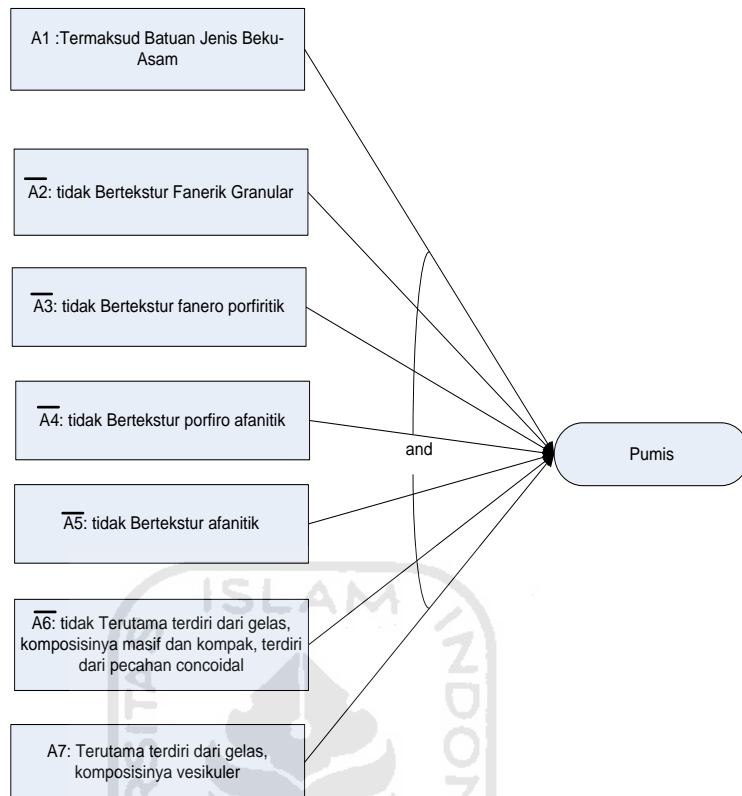 A1 :Termaksud Batuan Jenis Beku-
Asam
A2: tidak Bertekstur Fanerik Granular
A3: tidak Bertekstur fanero porfiritik
A4: tidak Bertekstur porfiro afanitik
and
Pumis
A5: tidak Bertekstur afanitik
A6: tidak Terutama terdiri dari gelas,
komposisinya masif dan kompak, terdiri
dari pecahan concoidal
A7: Terutama terdiri dari gelas,
komposisinya vesikuler
ISLAM